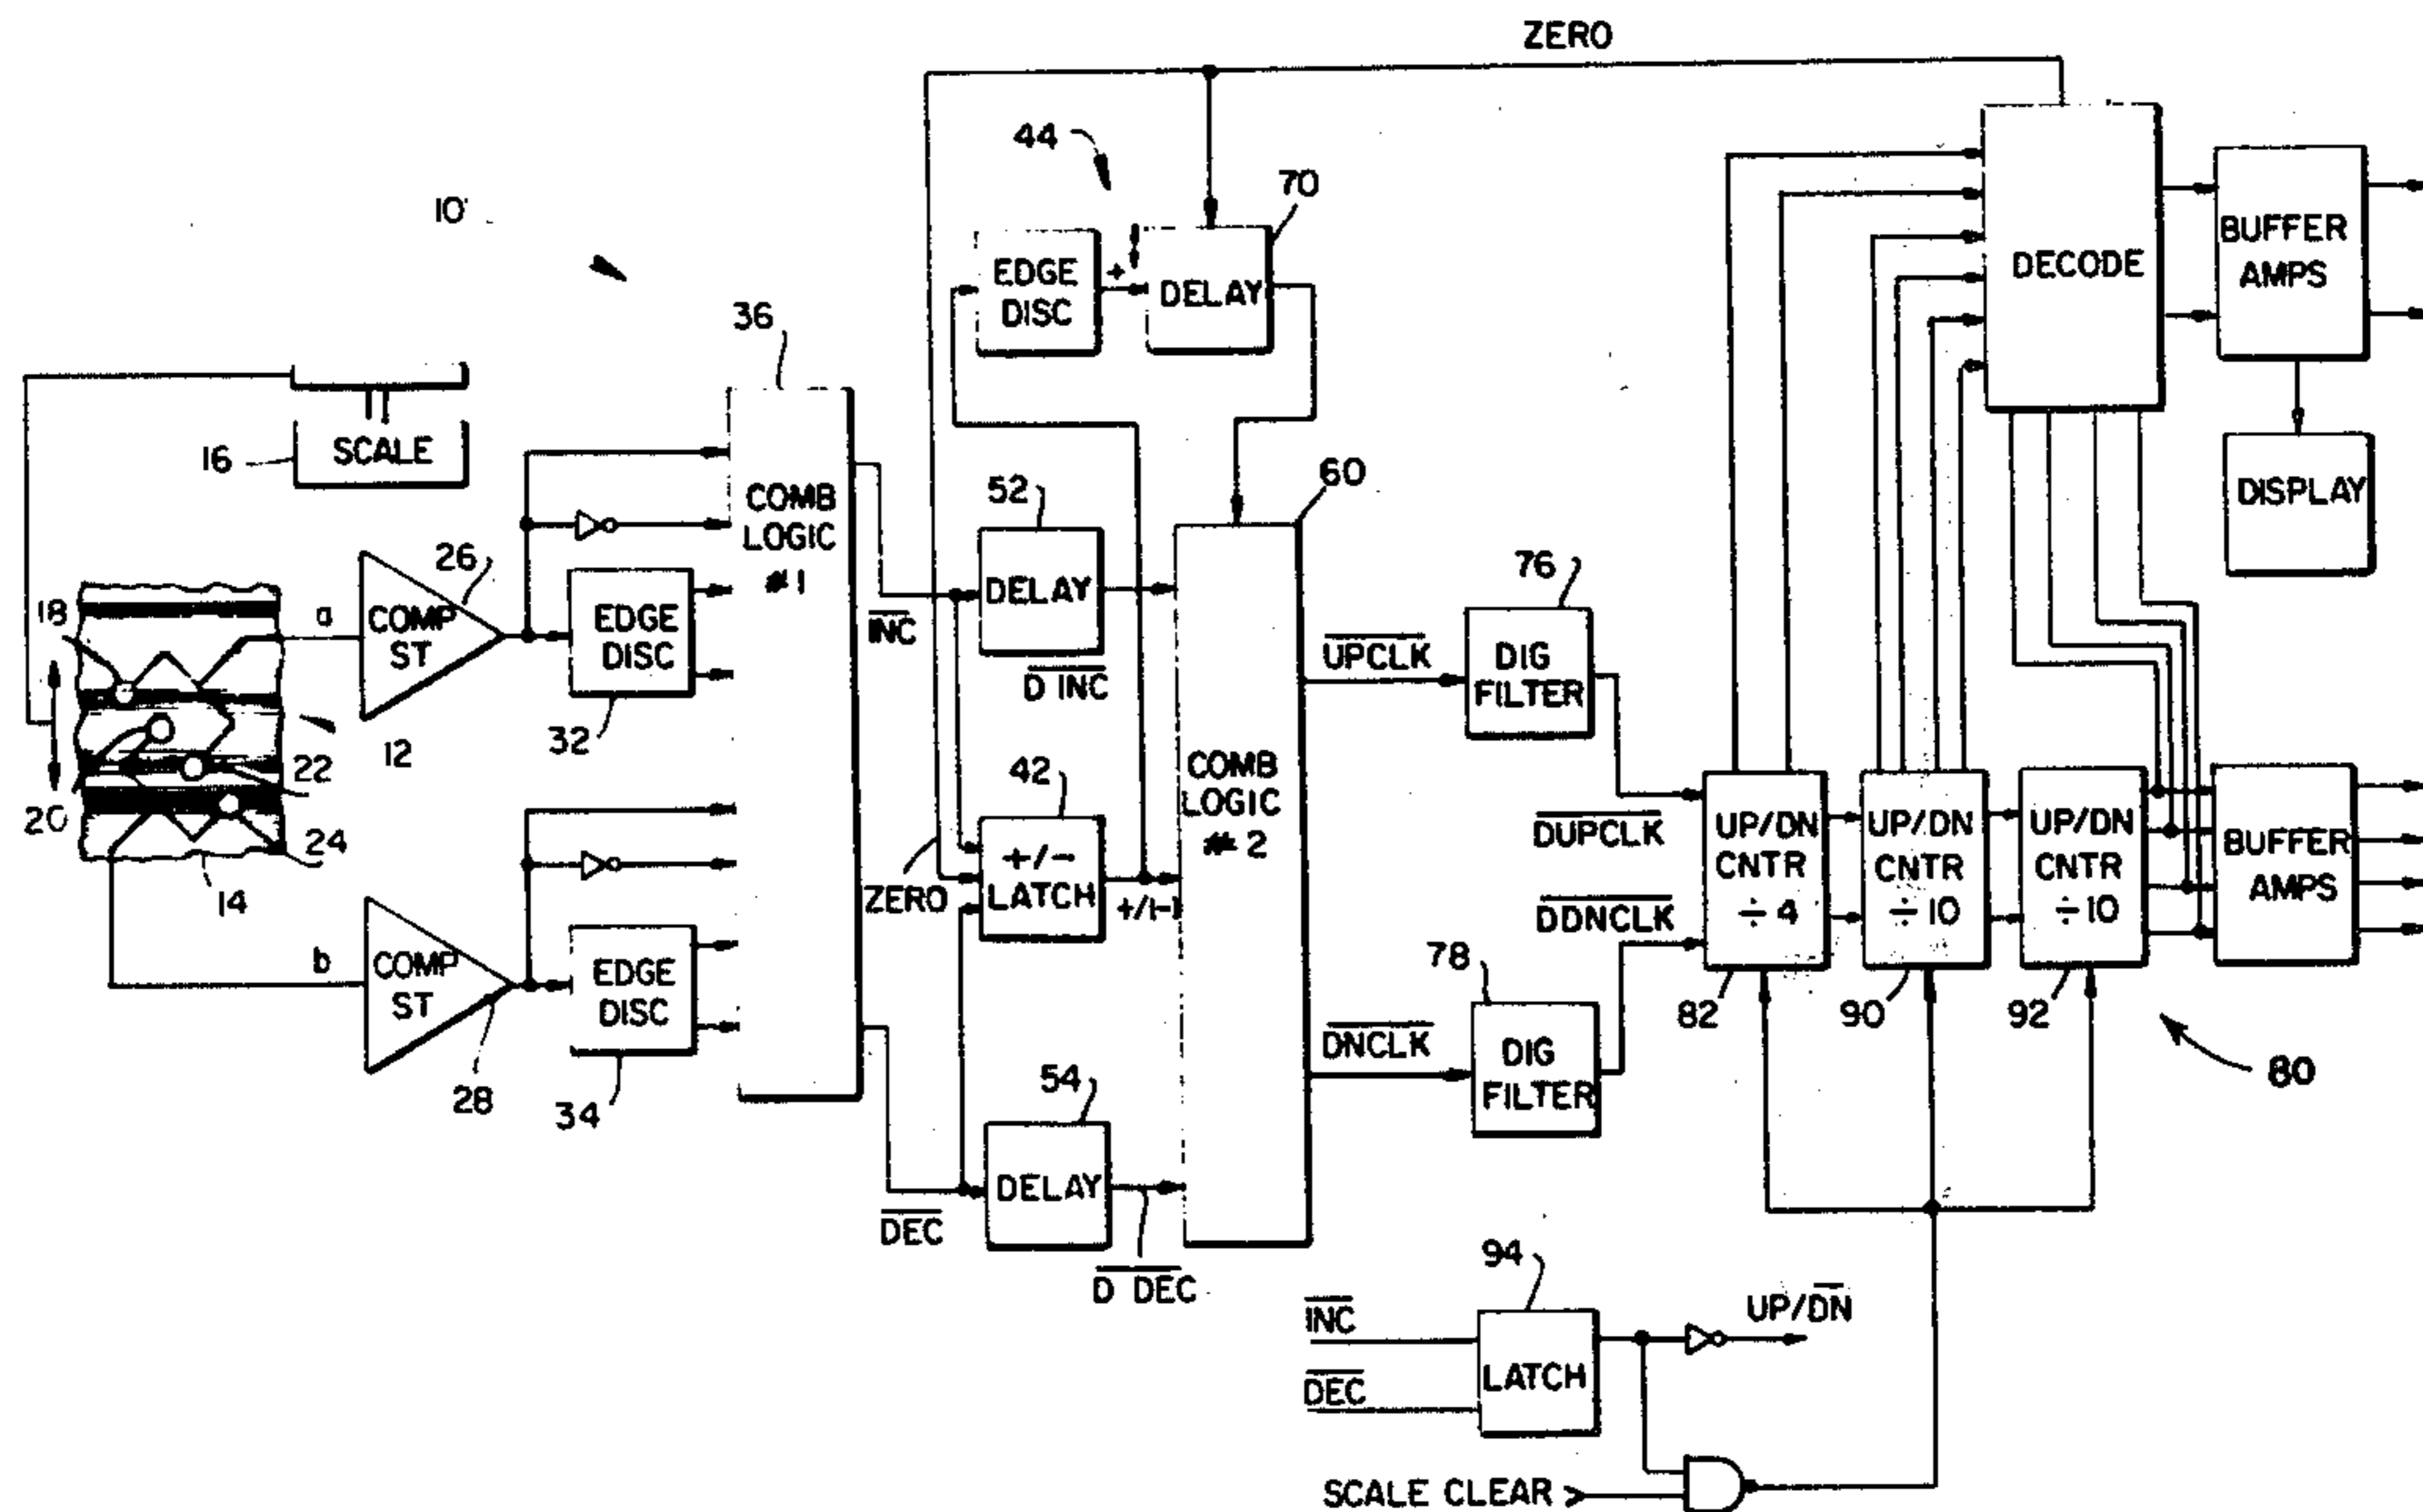 ZERO
44
70
10
EDGE
DISC
+
DELAY
DECODE
BUFFER
AMPS
36
16
SCALE
COMB
LOGIC
#1
52
60
DISPLAY
18
a
COMP
ST
26
EDGE
DISC
INC
DELAY
D INC
UPCLK
76
DIG
FILTER
32
12
22
20
24
14
42
+/-
LATCH
ZERO
+/(-)
COMB
LOGIC
#2
DUPCLK
DDNCLK
UP/DN
CNTR
÷4
UP/DN
CNTR
÷10
UP/DN
CNTR
÷10
BUFFER
AMPS
b
COMP
ST
28
EDGE
DISC
34
DNCLK
78
DIG
FILTER
82
90
92
80
54
DELAY
DEC
D DEC
94
INC
DEC
LATCH
UP/DN
SCALE CLEAR